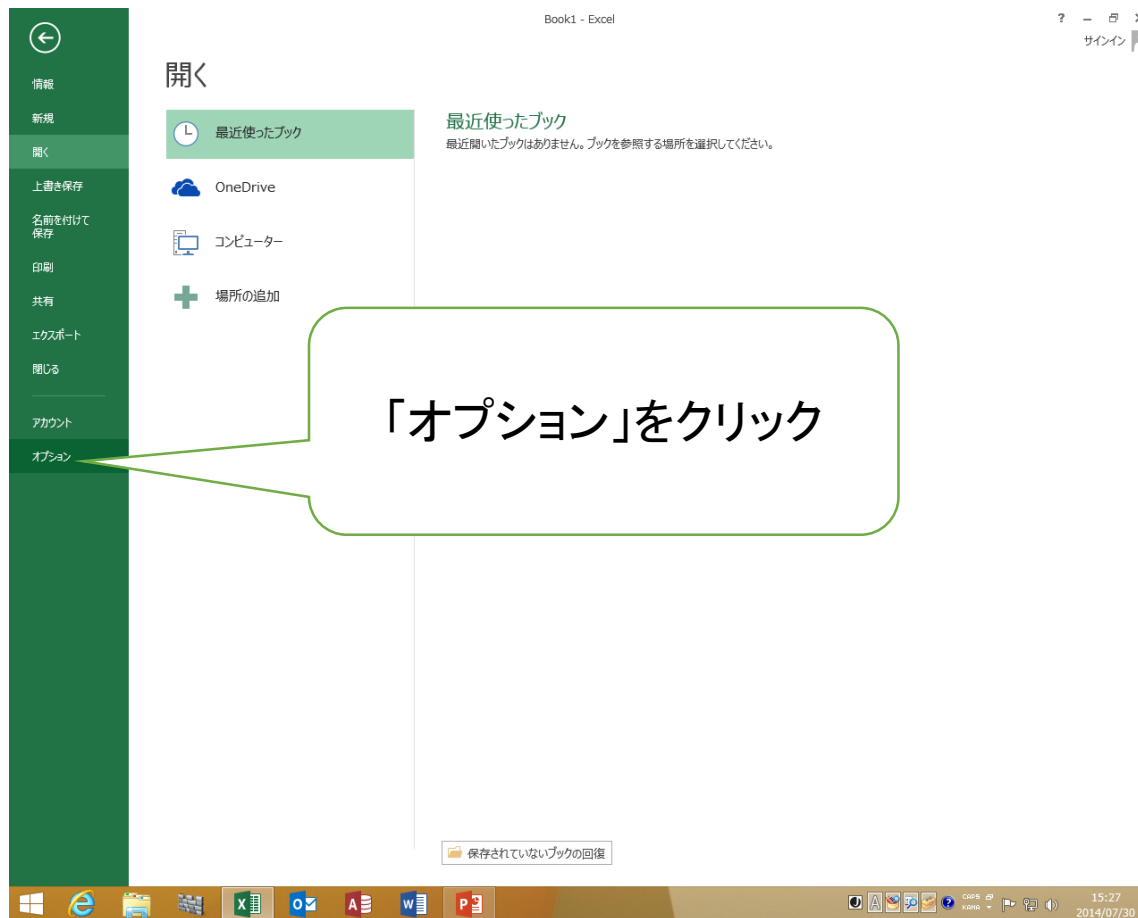 Book1 - Excel
?
サインイン
情報
新規
開く
上書き保存
名前を付けて
保存
印刷
共有
エクスポート
閉じる
アカウント
オプション
開く
最近使ったブック
OneDrive
コンピューター
場所の追加
最近使ったブック
最近開いたブックはありません。ブックを参照する場所を選択してください。
「オプション」をクリック
保存されていないブックの回復
A
CAPS
KANA
15:27
2014/07/30